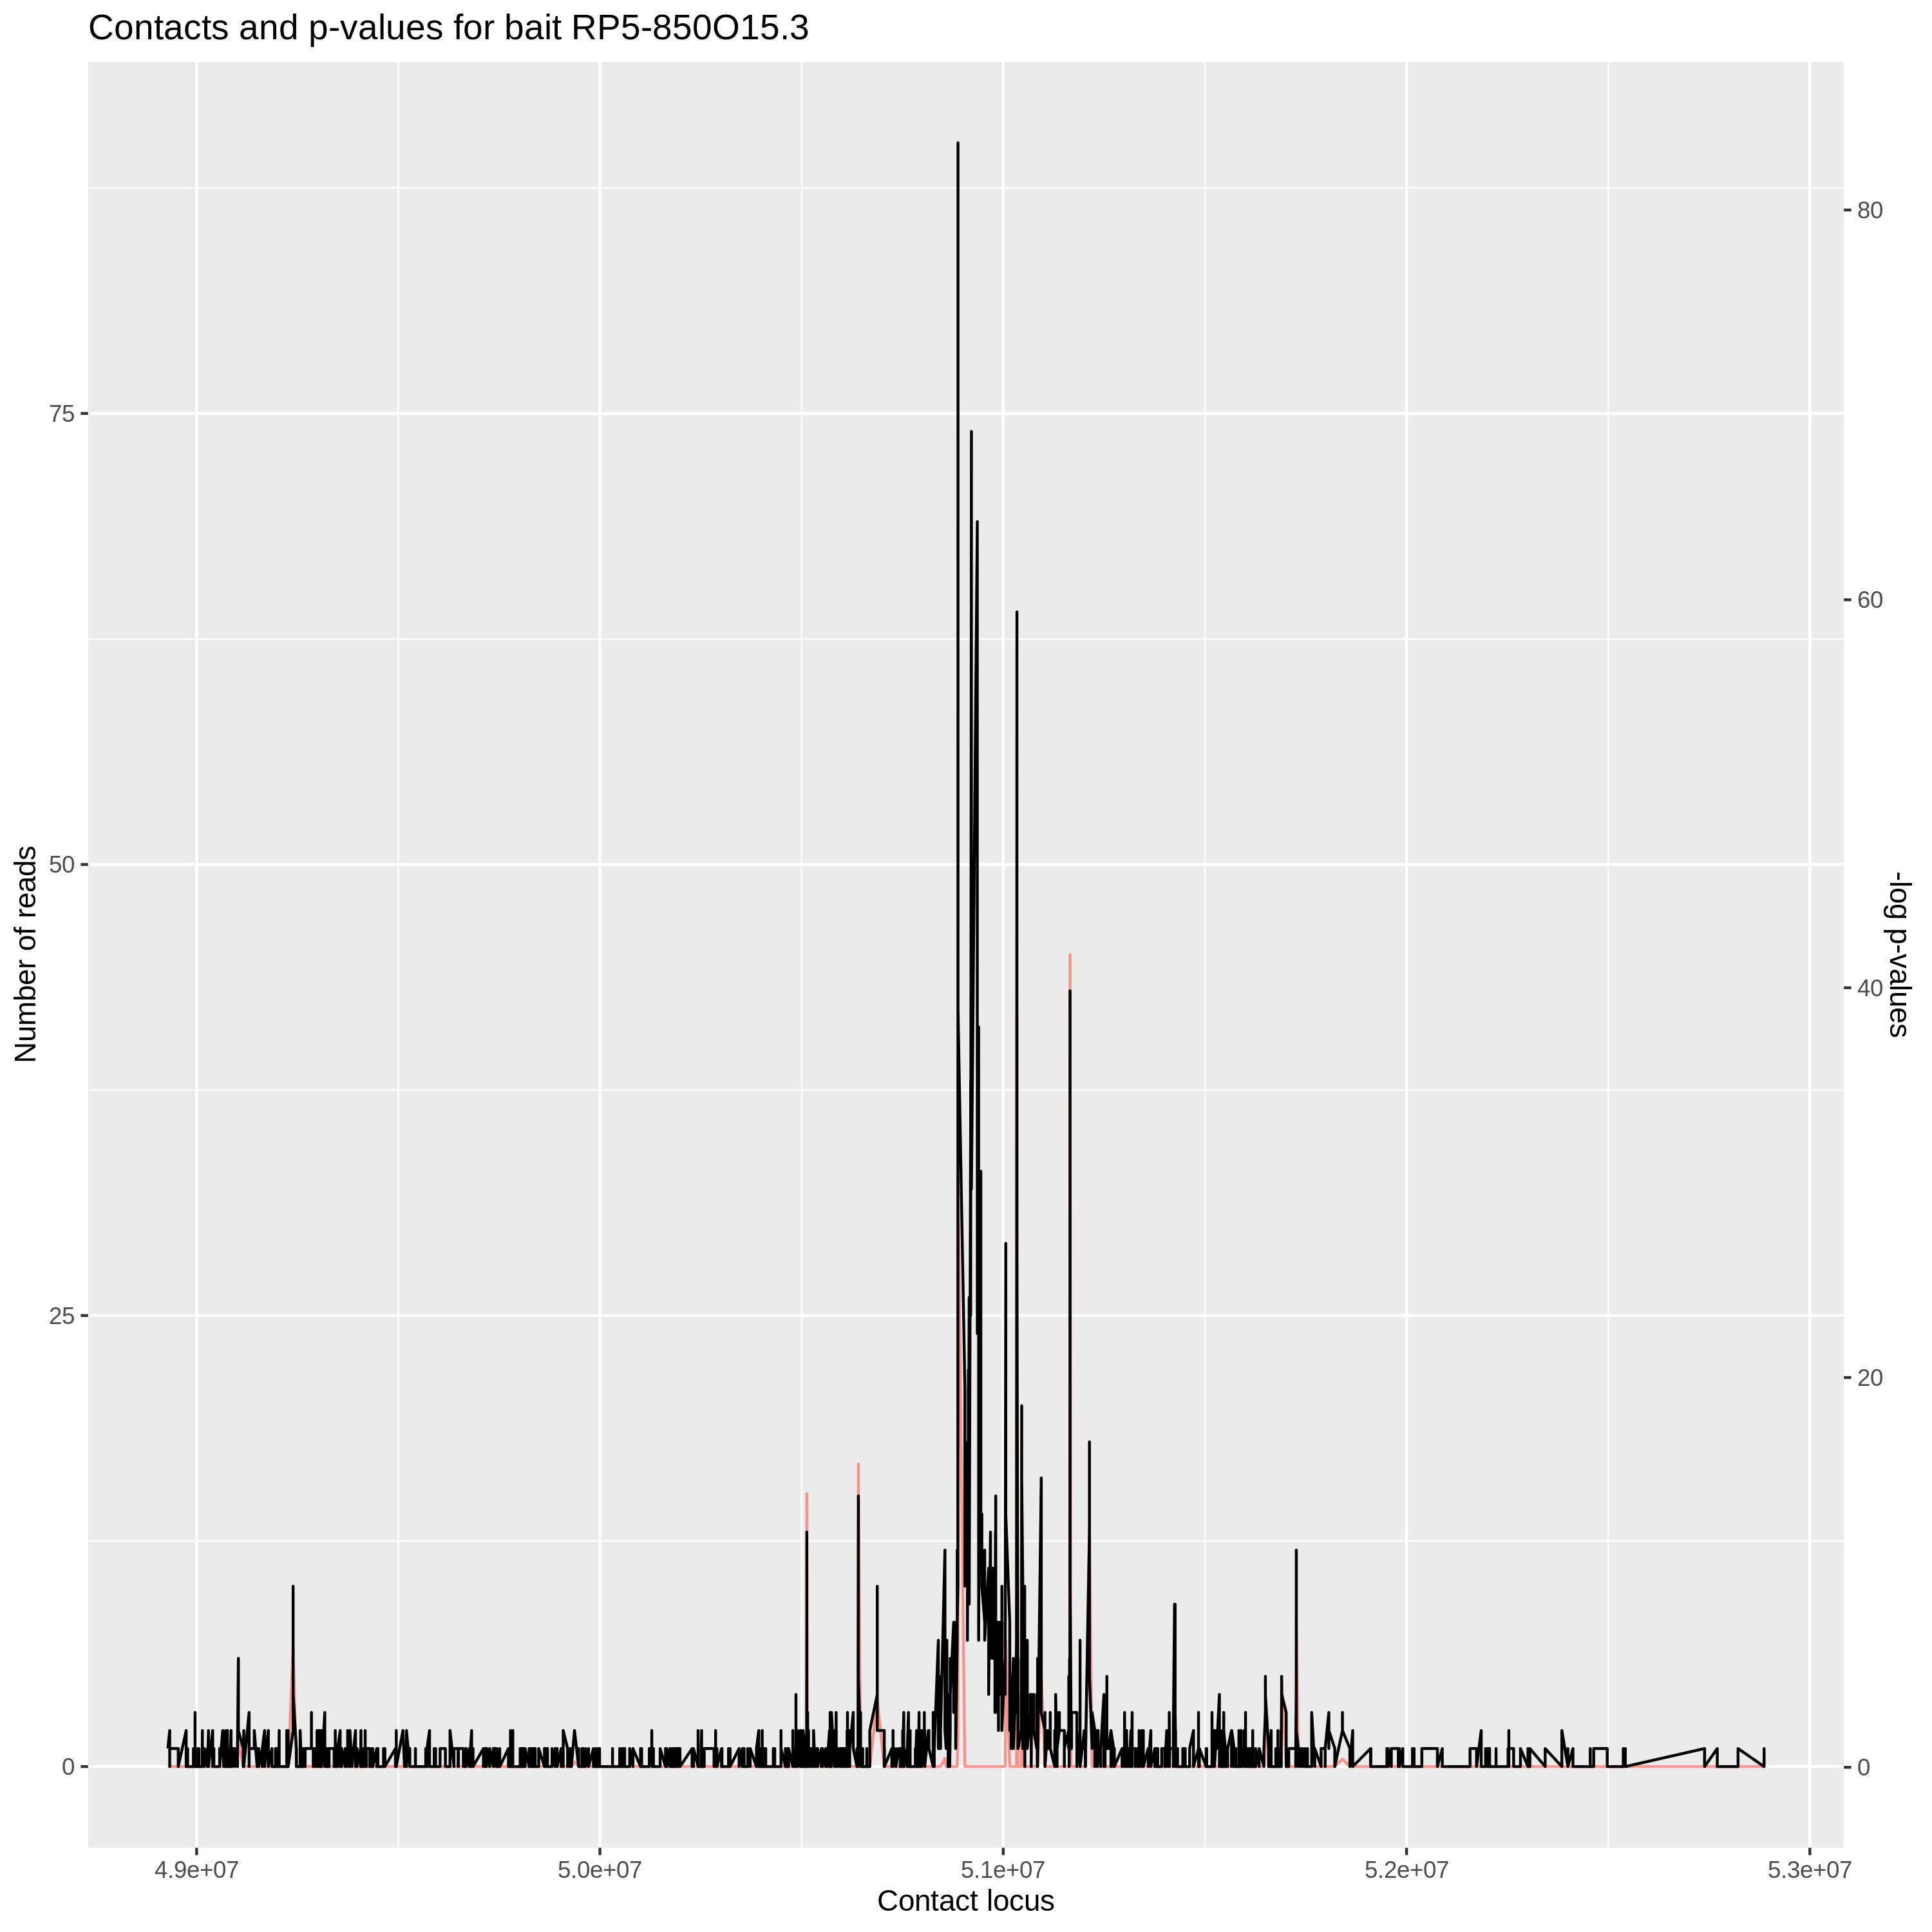 Contacts and p-values for bait RP5-850O15.3
Number of reads
75
50
25
0
80
60
40
20
0
-log p-values
4.9e+07 5.0e+07 5.1e+07 5.2e+07 5.3e+07
Contact locus